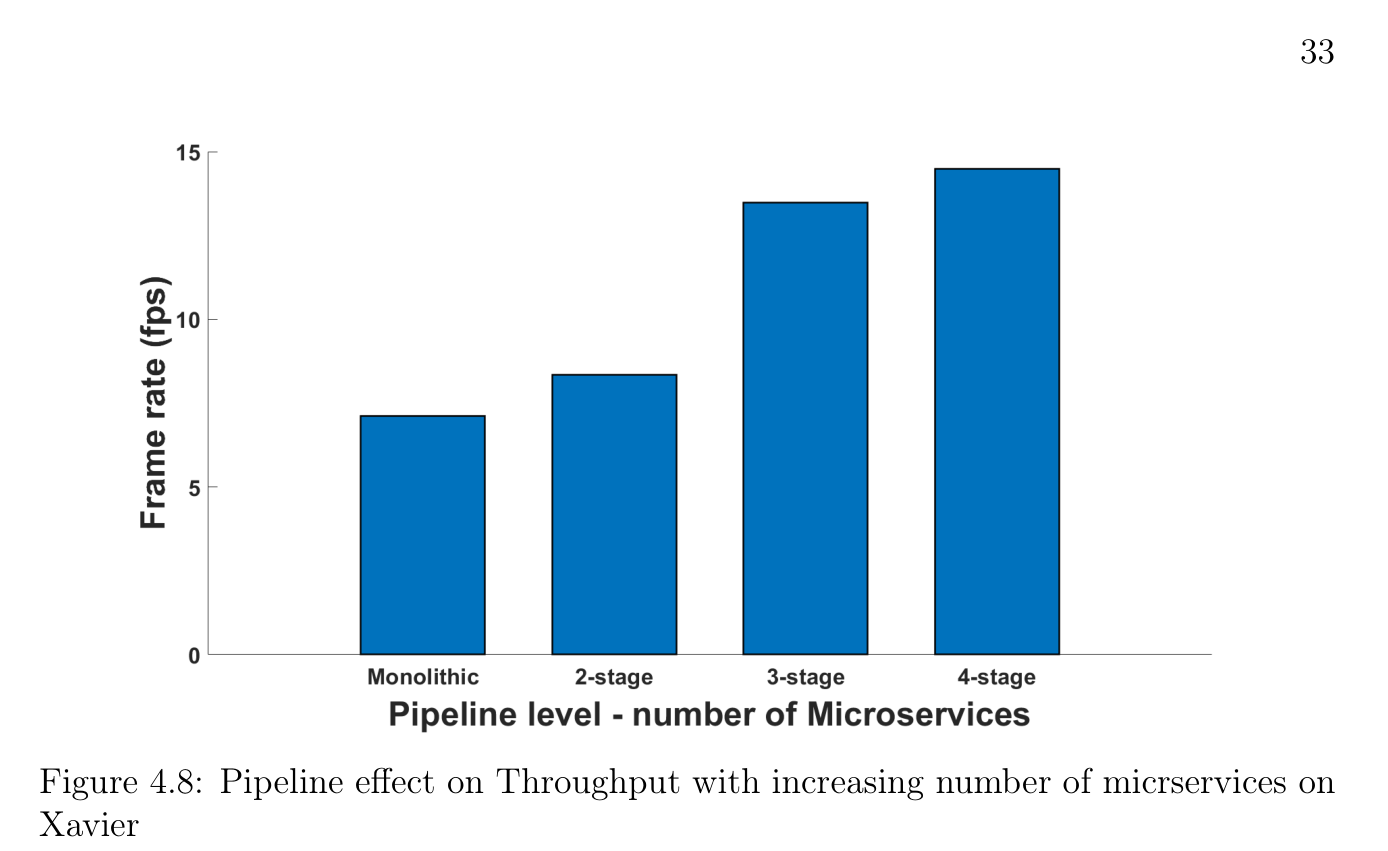 33
15
10
5
0
Frame rate (fps)
Monolithic 2-stage 3-stage 4-stage
Pipeline level - number of Microservices
Figure 4.8: Pipeline effect on Throughput with increasing number of micrservices on
Xavier